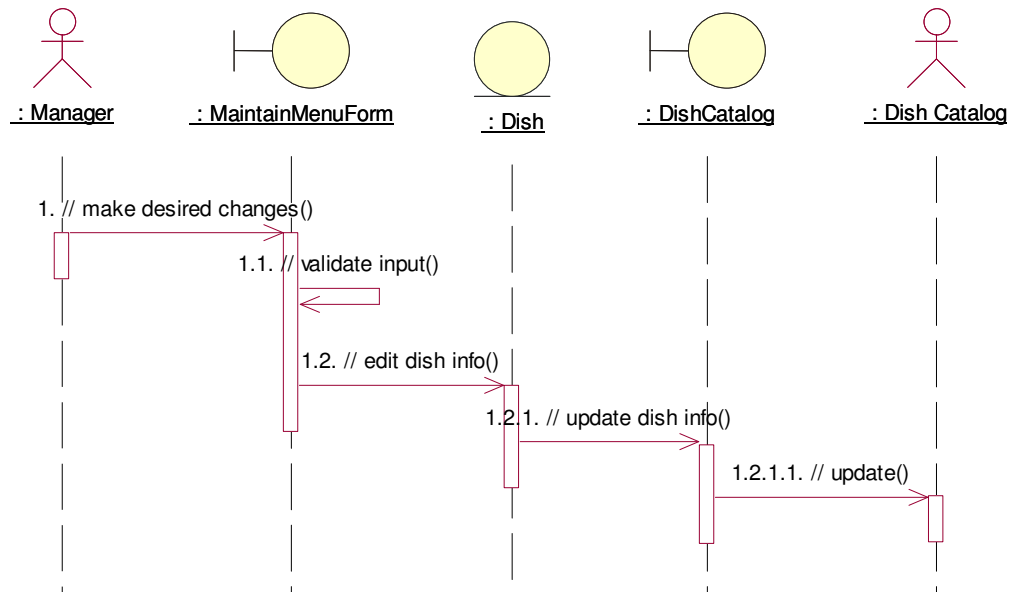 : Manager
: MaintainMenuForm
: Dish
: DishCatalog
: Dish Catalog
1. // make desired changes()
1.1. // validate input()
1.2. // edit dish info()
1.2.1. // update dish info()
1.2.1.1. // update()